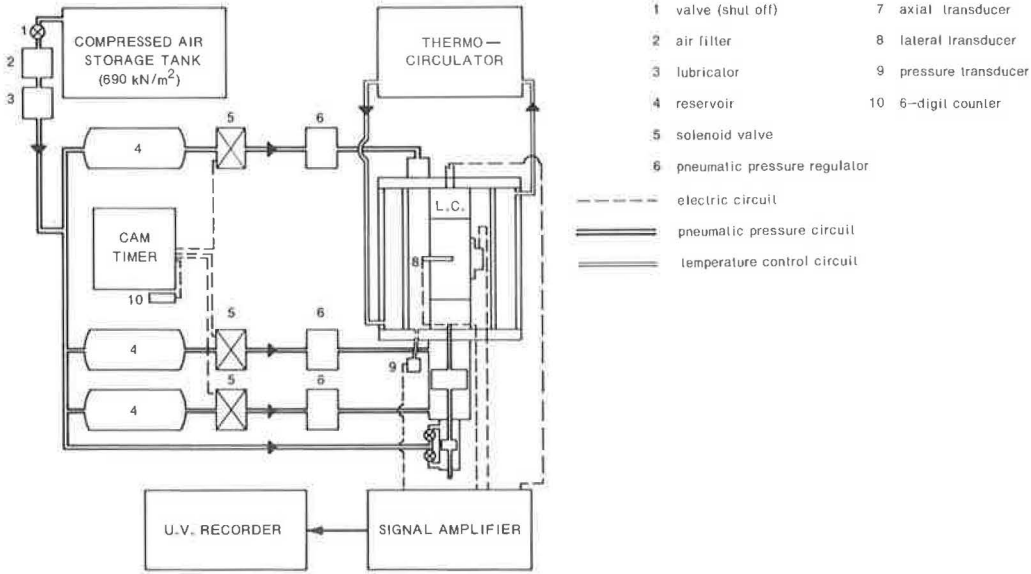 COMPRESSED AIR
STORAGE TANK
(690 kN/m²)
THERMO —
CIRCULATOR
1
2
3
5
6
4
L.C.
CAM
TIMER
8
10
5
6
4
9
5
6
4
U.V. RECORDER
SIGNAL AMPLIFIER
1 valve (shut off)
2 air filter
3 lubricator
4 reservoir
5 solenoid valve
6 pneumatic pressure regulator
7 axial transducer
8 lateral transducer
9 pressure transducer
10 6-digil counter
electric circuit
pneumatic pressure circuit
temperature control circuit